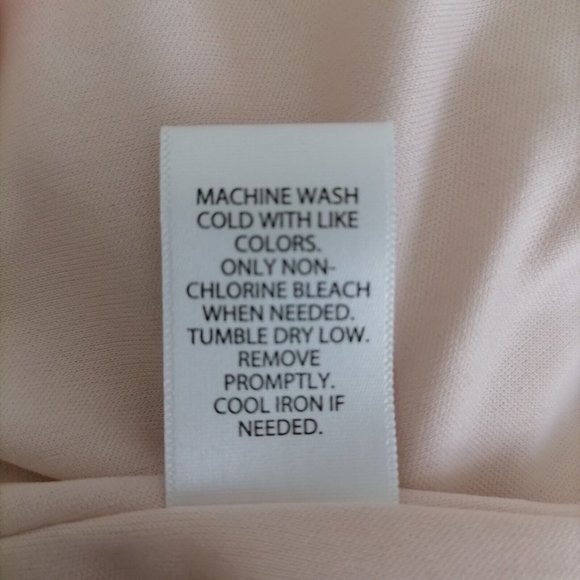 MACHINE WASH
COLD WITH LIKE
COLORS.
ONLY NON-
CHLORINE BLEACH
WHEN NEEDED.
TUMBLE DRY LOW.
REMOVE
PROMPTLY.
COOL IRON IF
NEEDED.